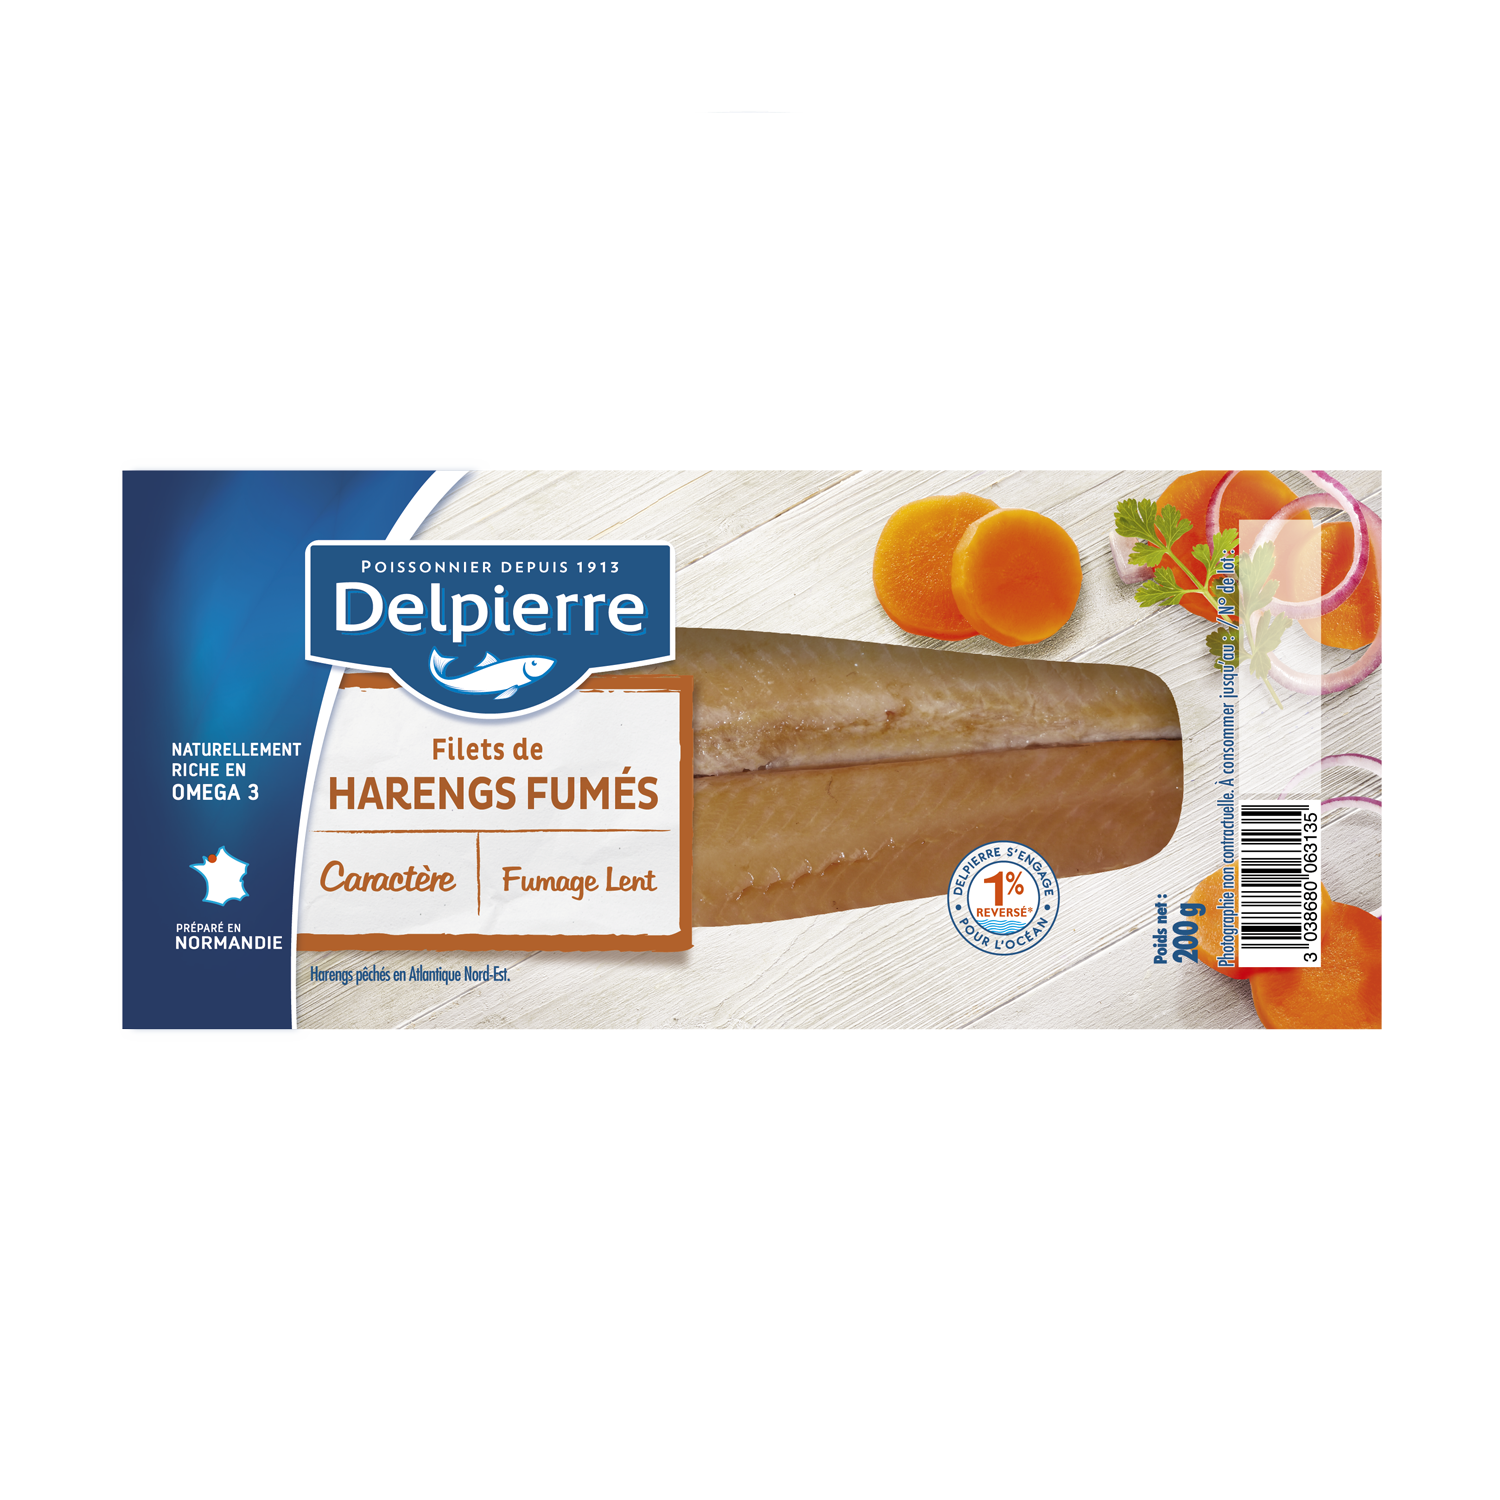 POISSONNIER DEPUIS 1913
Delpierre
Filets de
HARENGS FUMÉS
Caractère
Fumage Lent
NATURELLEMENT
RICHE EN
OMEGA 3
PRÉPARÉ EN
NORMANDIE
Harengs pêchés en Atlantique Nord-Est.
DELPIERRE S'ENGAGE
1%
REVERSÉ*
POUR L'OCÉAN
Poids net :
200 g
Photographie non contractuelle. À consommer jusqu'au : / N° de lot :
3 038680 063135